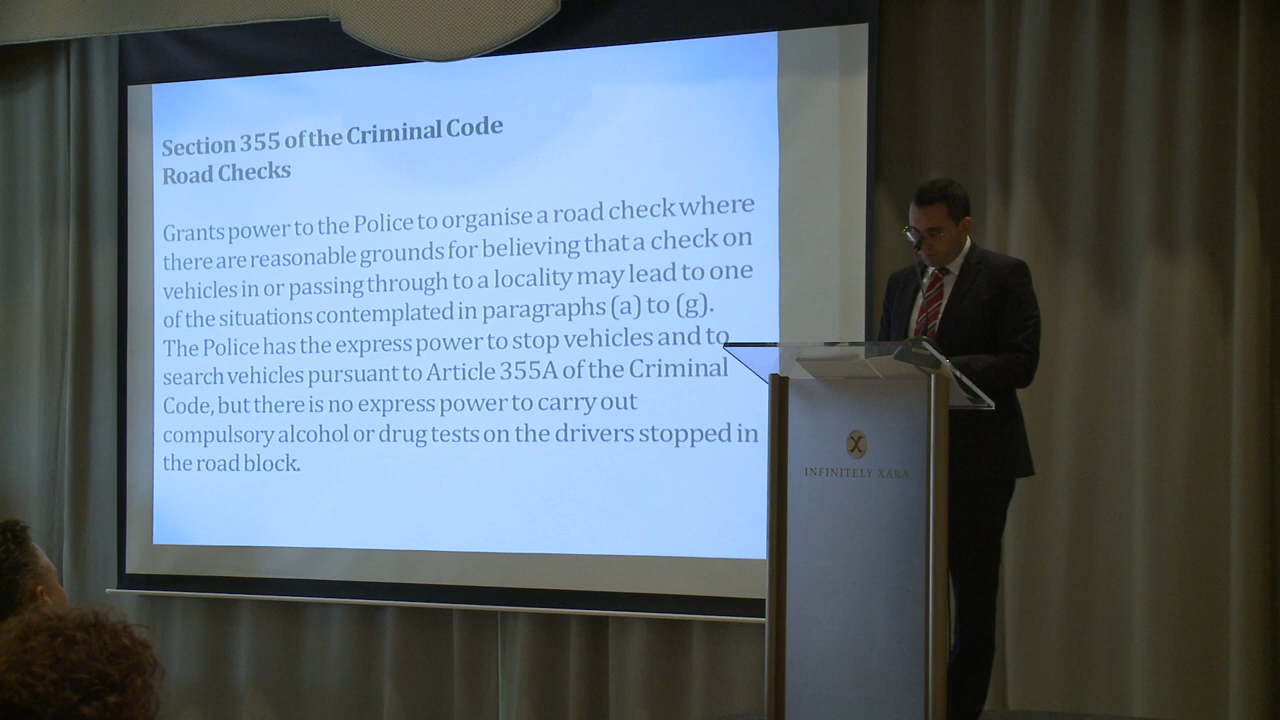 Section 355 of the Criminal Code
Road Checks
Grants power to the Police to organise a road check where
there are reasonable grounds for believing that a check on
vehicles in or passing through to a locality may lead to one
of the situations contemplated in paragraphs (a) to (g).
The Police has the express power to stop vehicles and to
search vehicles pursuant to Article 355A of the Criminal
Code, but there is no express power to carry out
compulsory alcohol or drug tests on the drivers stopped in
the road block.
X
INFINITELY XARA